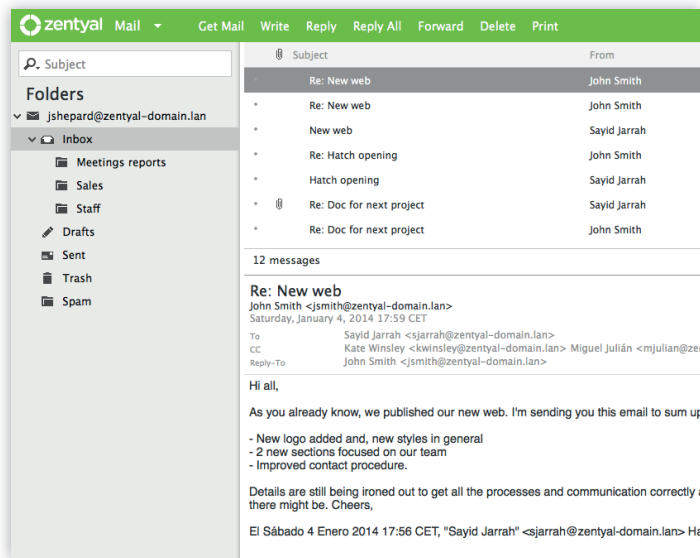 zentyal Mail Get Mail Write Reply Reply All Forward Delete Print
Subject
Folders
jshepard@zentyal-domain.lan
Inbox
Meetings reports
Sales
Staff
Drafts
Sent
Trash
Spam
Subject From
Re: New web John Smith
Re: New web John Smith
New web Sayid Jarrah
Re: Hatch opening John Smith
Hatch opening Sayid Jarrah
Re: Doc for next project Sayid Jarrah
Re: Doc for next project John Smith
12 messages
Re: New web
John Smith <jsmith@zentyal-domain.lan>
Saturday, January 4, 2014 17:59 CET
To Sayid Jarrah <sjarrah@zentyal-domain.lan>
CC Kate Winsley <kwinsley@zentyal-domain.lan> Miguel Julián <mjulian@zen
Reply-To John Smith <jsmith@zentyal-domain.lan>
Hi all,
As you already know, we published our new web. I'm sending you this email to sum up
- New logo added and, new styles in general
- 2 new sections focused on our team
- Improved contact procedure.
Details are still being ironed out to get all the processes and communication correctly
there might be. Cheers,
El Sábado 4 Enero 2014 17:56 CET, "Sayid Jarrah" <sjarrah@zentyal-domain.lan> Ha